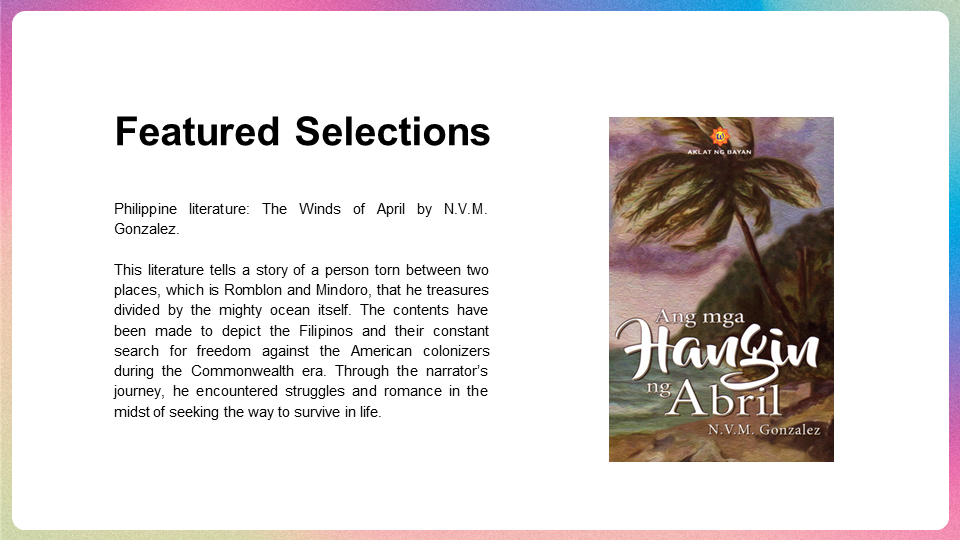 Featured Selections
Philippine literature: The Winds of April by N.V.M.
Gonzalez.
This literature tells a story of a person torn between two
places, which is Romblon and Mindoro, that he treasures
divided by the mighty ocean itself. The contents have
been made to depict the Filipinos and their constant
search for freedom against the American colonizers
during the Commonwealth era. Through the narrator’s
journey, he encountered struggles and romance in the
midst of seeking the way to survive in life.
AKLAT NG BAYAN
Ang mga
Hangin
ng Abril
N.V.M. Gonzalez